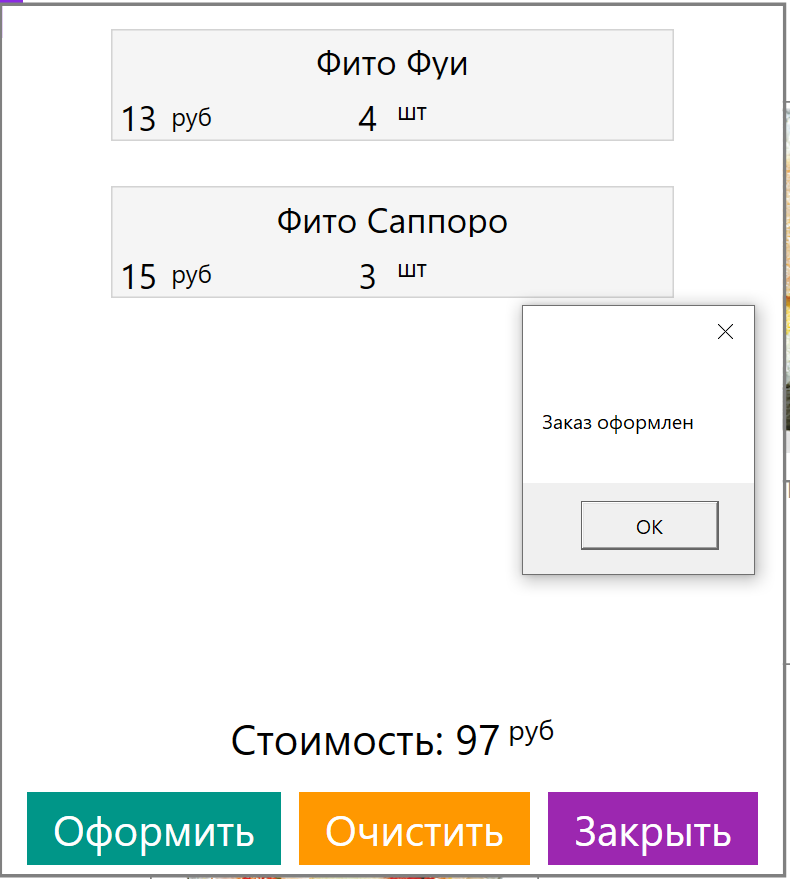 Фито Фуи
13 руб 4 шт
Фито Саппоро
15 руб 3 шт
Заказ оформлен
ОК
Стоимость: 97 руб
Оформить Очистить Закрыть